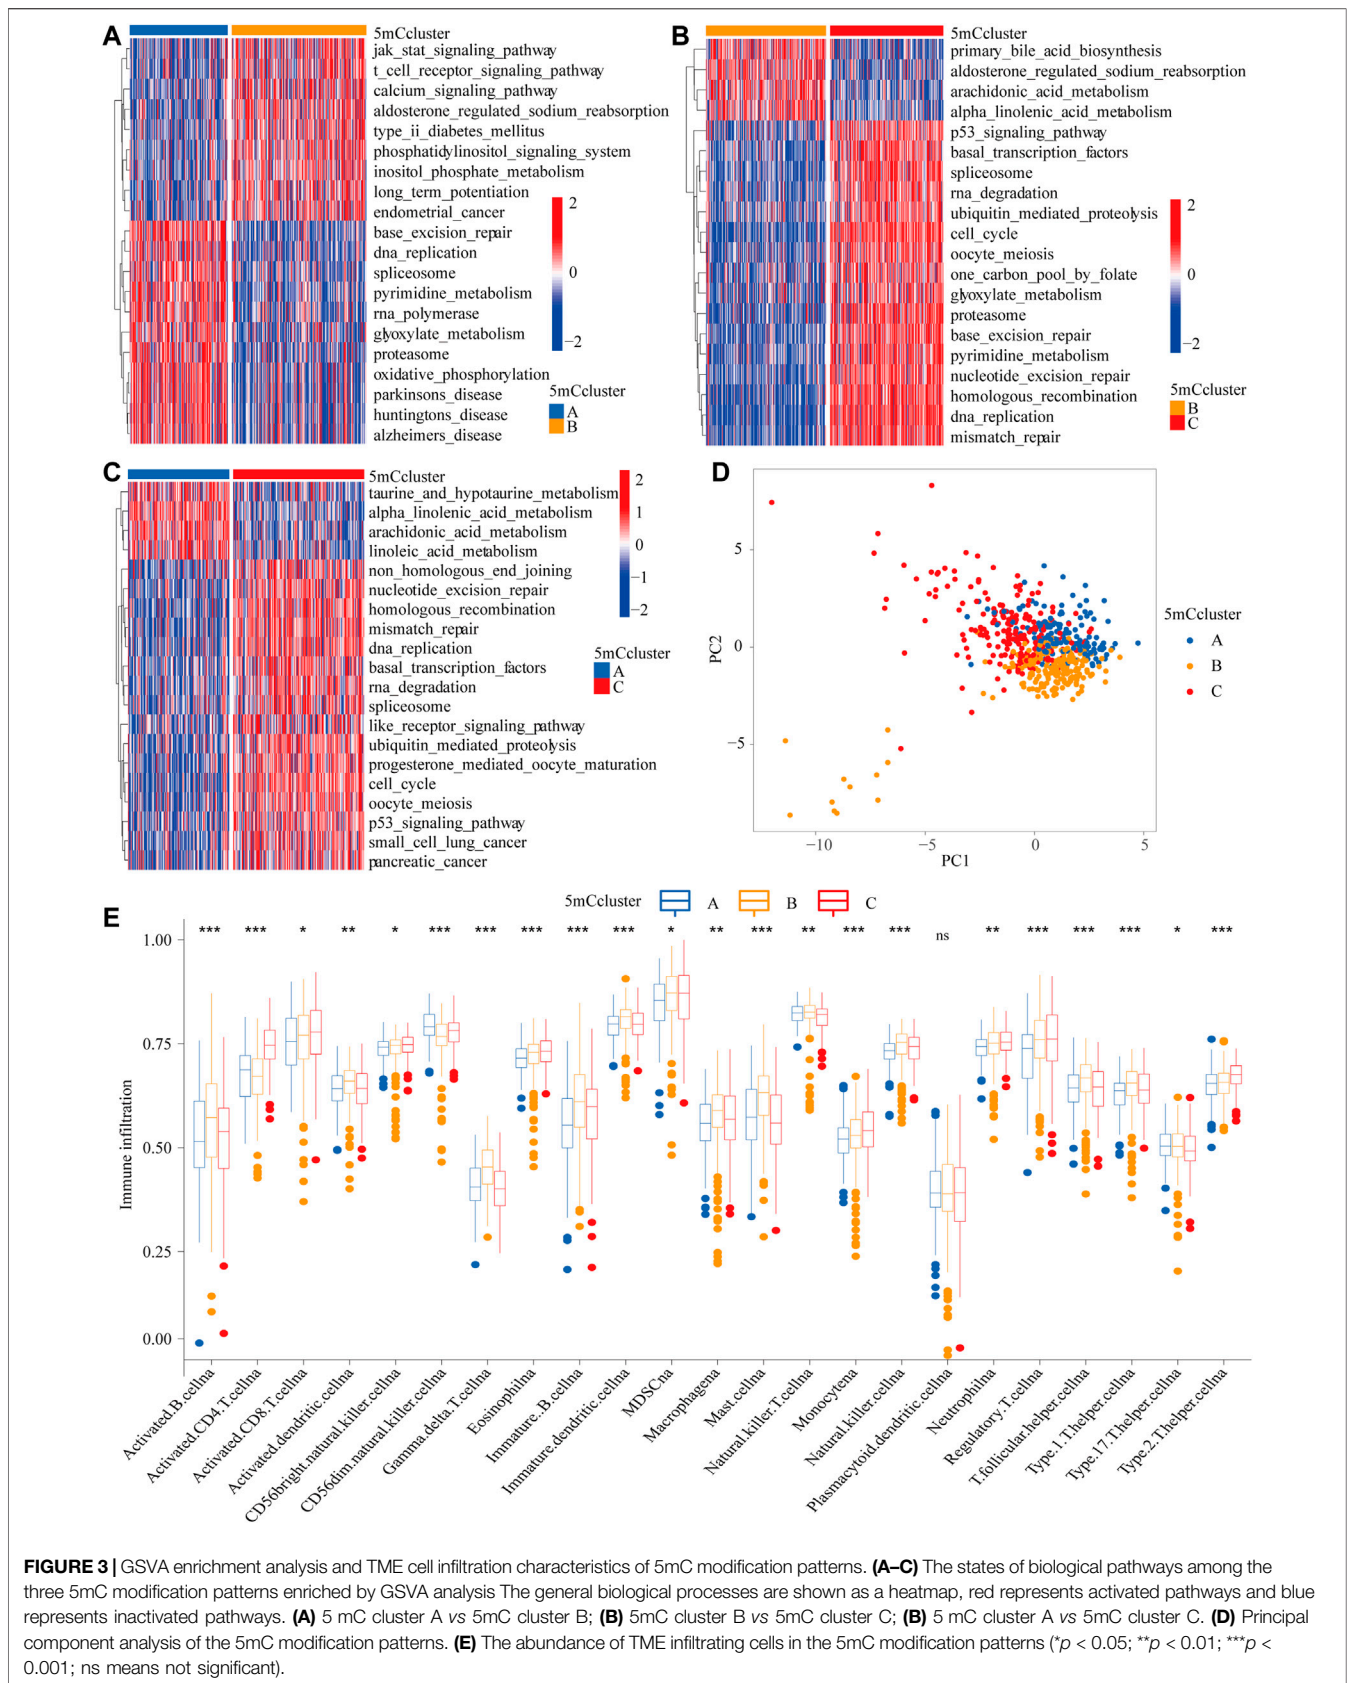 A
5mCcluster
jak_stat_signaling_pathway
t_cell_receptor_signaling_pathway
calcium_signaling_pathway
aldosterone_regulated_sodium_reabsorption
type_ii_diabetes_mellitus
phosphatidylinositol_signaling_system
inositol_phosphate_metabolism
long_term_potentiation
endometrial_cancer
base_excision_repair
dna_replication
spliceosome
pyrimidine_metabolism
rna_polymerase
glyoxylate_metabolism
proteasome
oxidative_phosphorylation
parkinsons_disease
huntingtons_disease
alzheimers_disease
2
0
−2
5mCcluster
A
B
B
5mCcluster
primary_bile_acid_biosynthesis
aldosterone_regulated_sodium_reabsorption
arachidonic_acid_metabolism
alpha_linolenic_acid_metabolism
p53_signaling_pathway
basal_transcription_factors
spliceosome
rna_degradation
ubiquitin_mediated_proteolysis
cell_cycle
oocyte_meiosis
one_carbon_pool_by_folate
glyoxylate_metabolism
proteasome
base_excision_repair
pyrimidine_metabolism
nucleotide_excision_repair
homologous_recombination
dna_replication
mismatch_repair
2
0
−2
5mCcluster
B
C
C
5mCcluster
taurine_and_hypotaurine_metabolism
alpha_linolenic_acid_metabolism
arachidonic_acid_metabolism
linoleic_acid_metabolism
non_homologous_end_joining
nucleotide_excision_repair
homologous_recombination
mismatch_repair
dna_replication
basal_transcription_factors
rna_degradation
spliceosome
like_receptor_signaling_pathway
ubiquitin_mediated_proteolysis
progesterone_mediated_oocyte_maturation
cell_cycle
oocyte_meiosis
p53_signaling_pathway
small_cell_lung_cancer
pancreatic_cancer
2
1
0
−1
−2
5mCcluster
A
C
D
5
0
−5
PC2
−10 −5 0 5
PC1
5mCcluster
A
B
C
E
5mCcluster A B C
*** *** * ** * *** *** *** *** *** * ** *** ** *** *** ns ** *** *** *** * ***
1.00
0.75
0.50
0.25
0.00
Immune infiltration
Activated.B.cellna
Activated.CD4.T.cellna
Activated.CD8.T.cellna
Activated.dendritic.cellna
CD56bright.natural.killer.cellna
CD56dim.natural.killer.cellna
Gamma.delta.T.cellna
Eosinophilna
Immature..B.cellna
Immature.dendritic.cellna
MDSCna
Macrophagena
Mast.cellna
Natural.killer.T.cellna
Monocytena
Natural.killer.cellna
Plasmacytoid.dendritic.cellna
Neutrophilna
Regulatory.T.cellna
T.follicular.helper.cellna
Type.1.T.helper.cellna
Type.17.T.helper.cellna
Type.2.T.helper.cellna
FIGURE 3 | GSVA enrichment analysis and TME cell infiltration characteristics of 5mC modification patterns. (A–C) The states of biological pathways among the
three 5mC modification patterns enriched by GSVA analysis The general biological processes are shown as a heatmap, red represents activated pathways and blue
represents inactivated pathways. (A) 5 mC cluster A vs 5mC cluster B; (B) 5mC cluster B vs 5mC cluster C; (B) 5 mC cluster A vs 5mC cluster C. (D) Principal
component analysis of the 5mC modification patterns. (E) The abundance of TME infiltrating cells in the 5mC modification patterns (*p < 0.05; **p < 0.01; ***p <
0.001; ns means not significant).